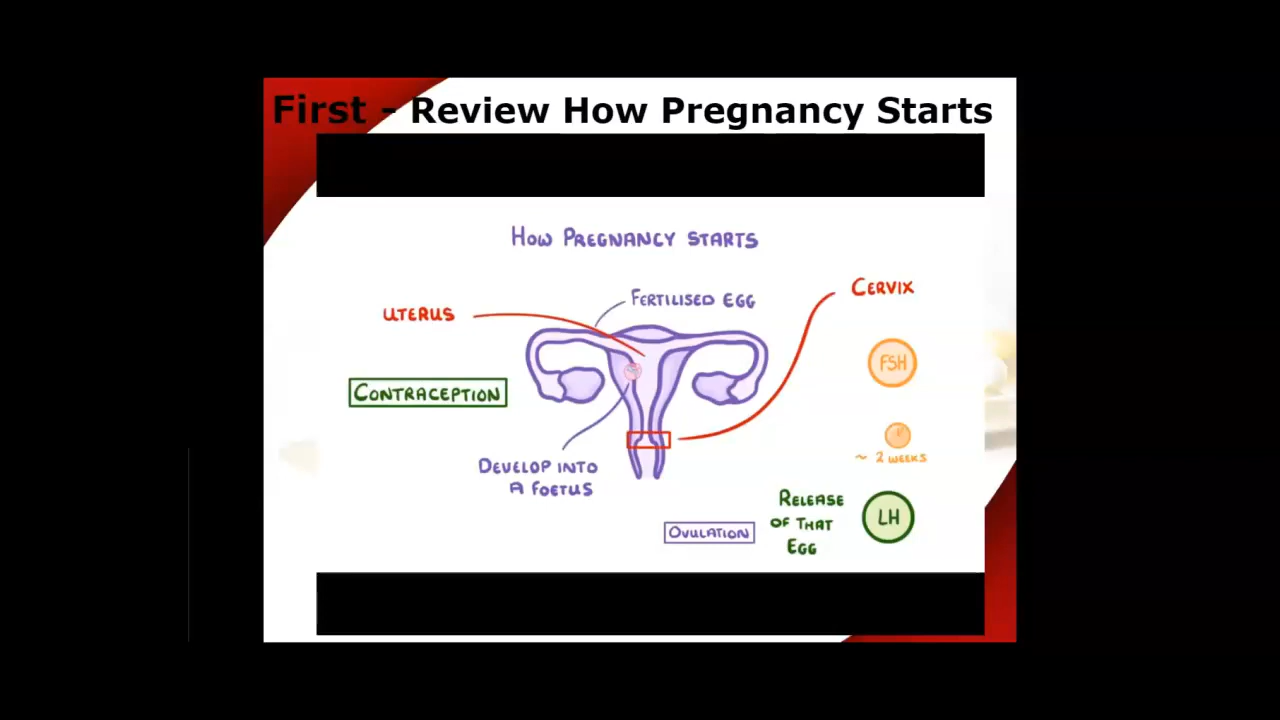 First - Review How Pregnancy Starts
HOW PREGNANCY STARTS
CERVIX
FERTILISED EGG
UTERUS
FSH
CONTRACEPTION
~ 2 WEEKS
DEVELOP INTO
A FOETUS
RELEASE
OF THAT
EGG
LH
OVULATION